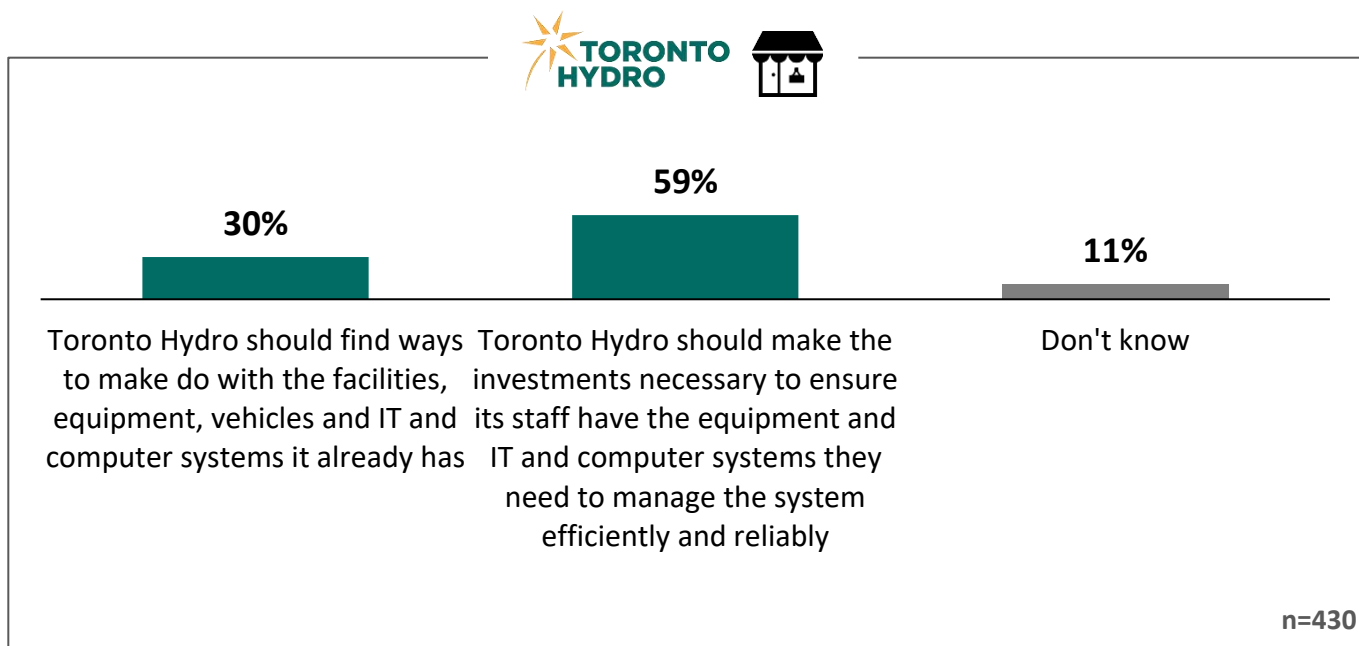 TORONTO
HYDRO
30%
59%
11%
Toronto Hydro should find ways
to make do with the facilities,
equipment, vehicles and IT and
computer systems it already has
Toronto Hydro should make the
investments necessary to ensure
its staff have the equipment and
IT and computer systems they
need to manage the system
efficiently and reliably
Don't know
n=430